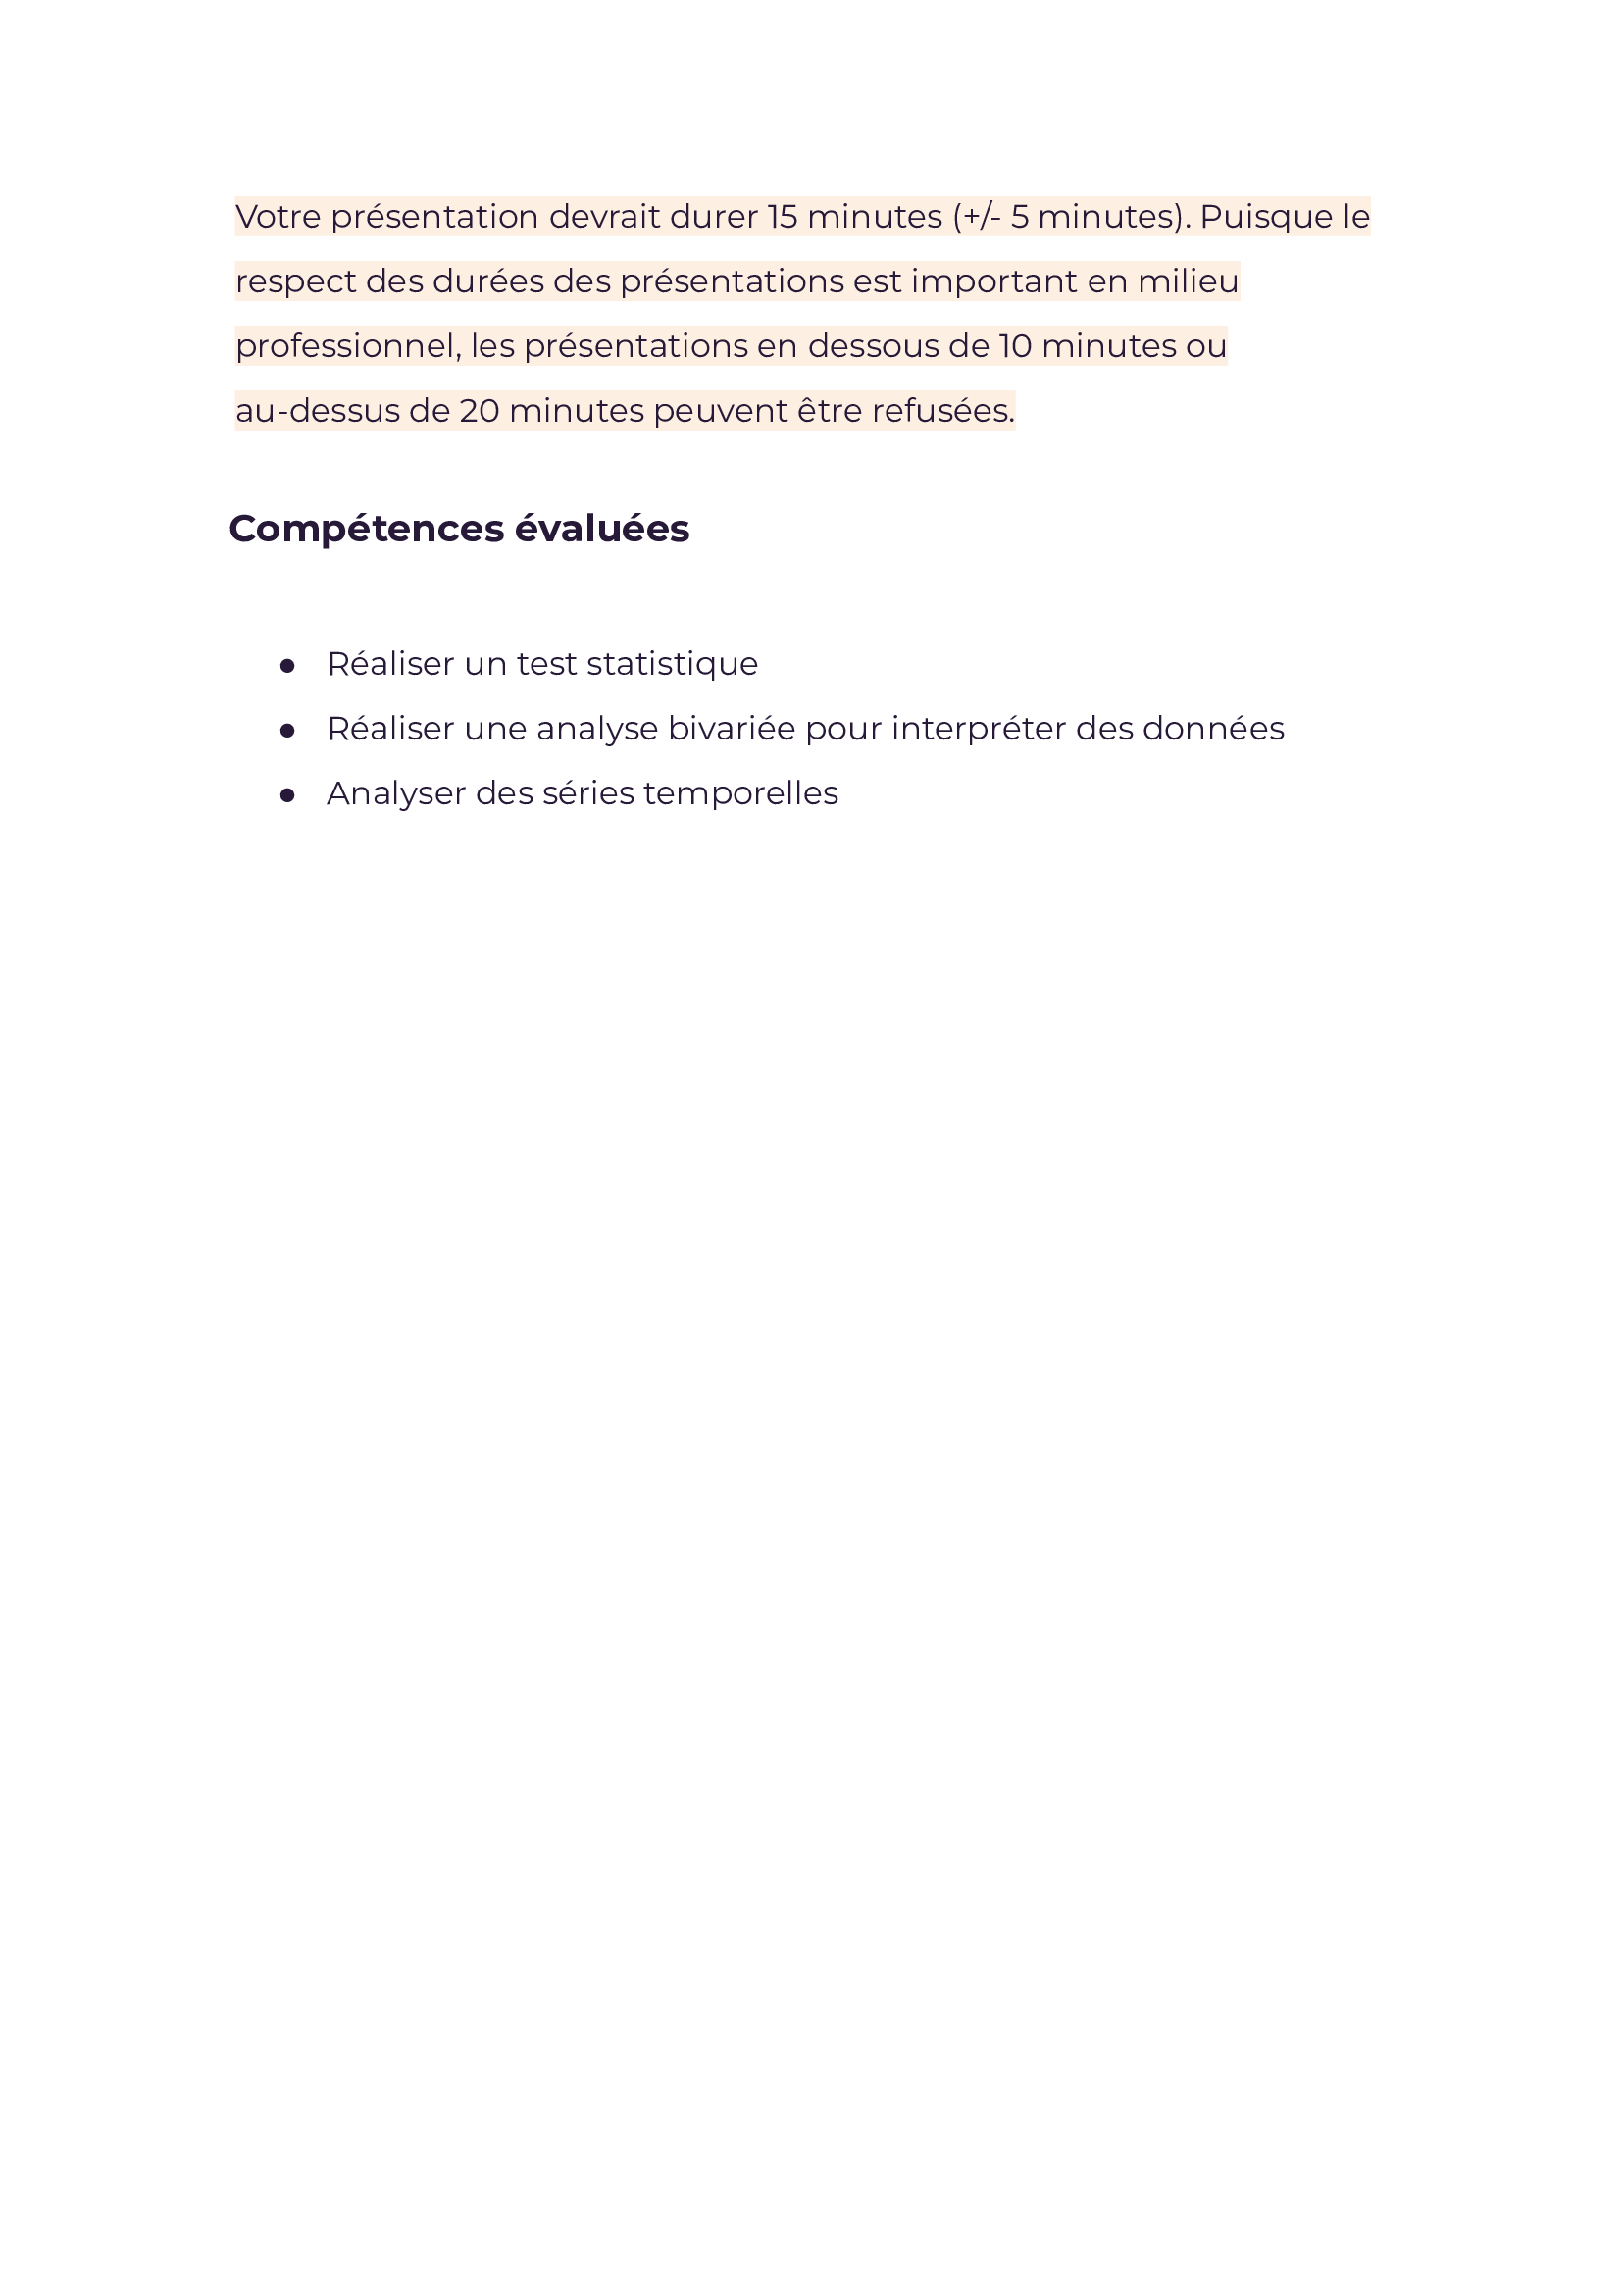 Votre présentation devrait durer 15 minutes (+/- 5 minutes). Puisque le
respect des durées des présentations est important en milieu
professionnel, les présentations en dessous de 10 minutes ou
au-dessus de 20 minutes peuvent être refusées.
Compétences évaluées
● Réaliser un test statistique
● Réaliser une analyse bivariée pour interpréter des données
● Analyser des séries temporelles